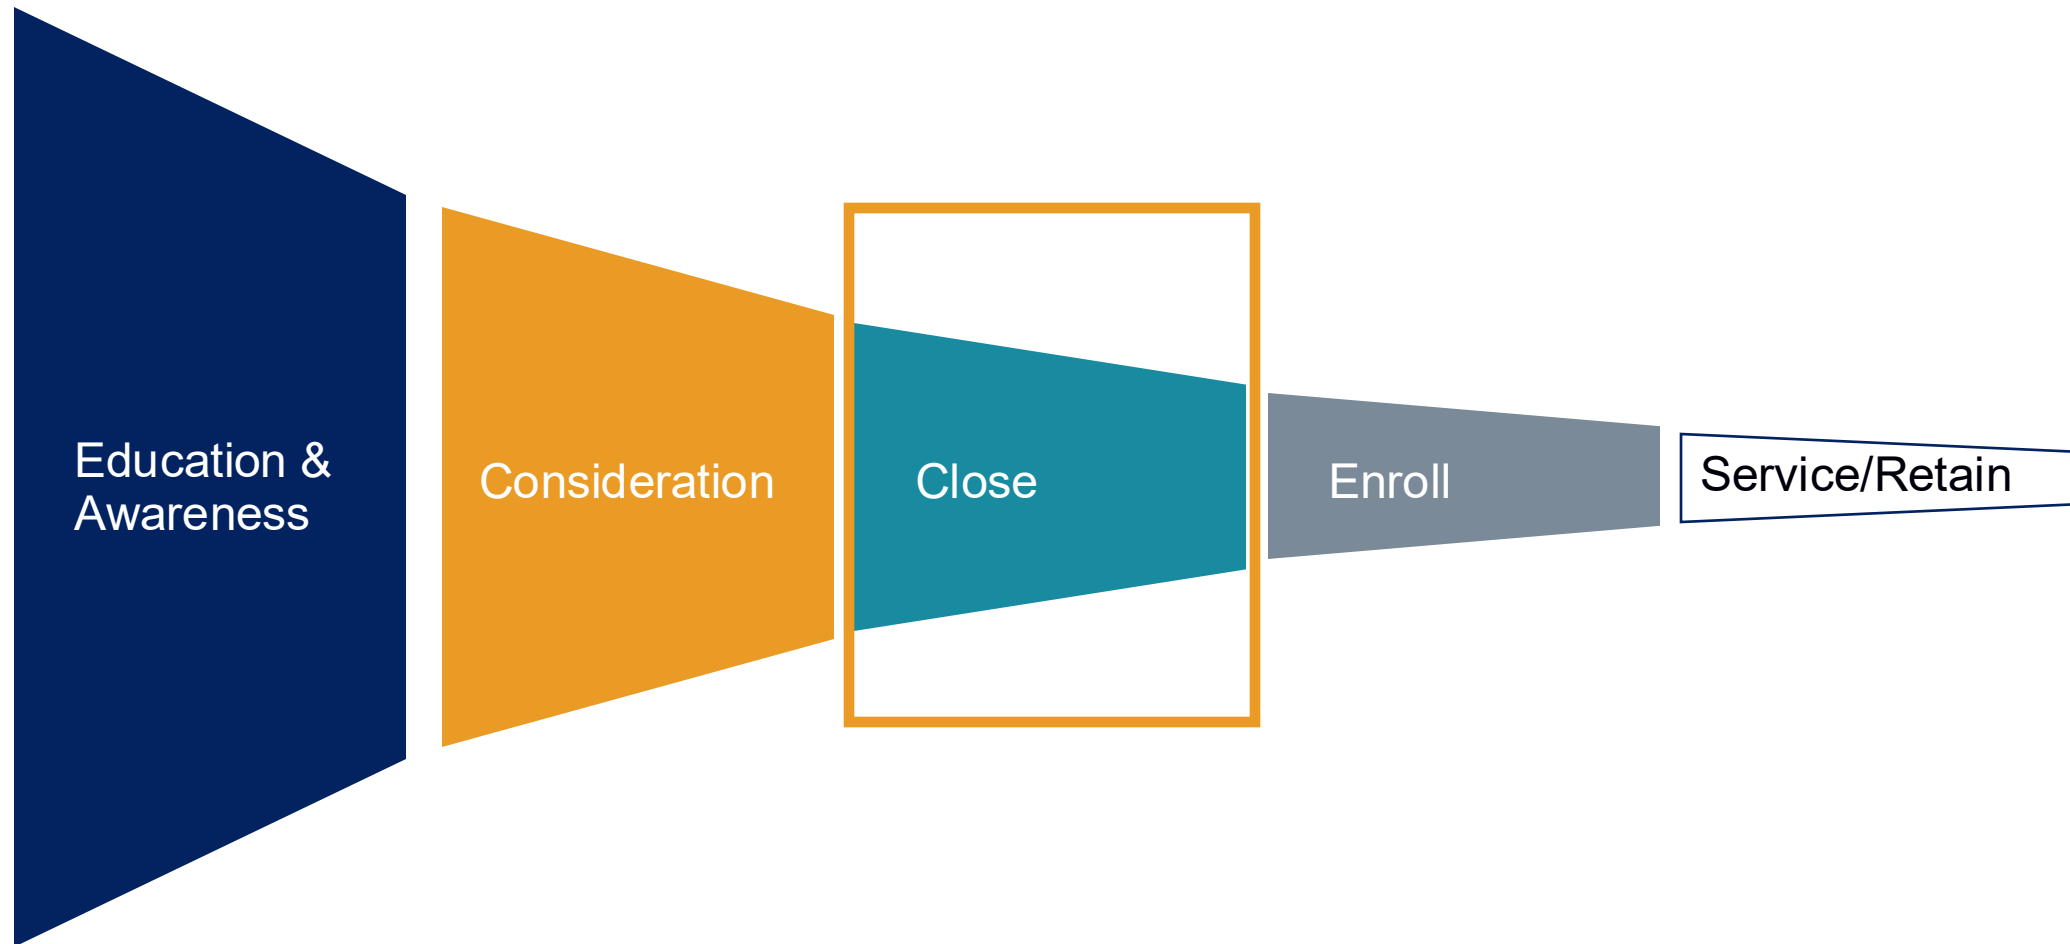 Education &
Awareness
Consideration
Close
Enroll
Service/Retain